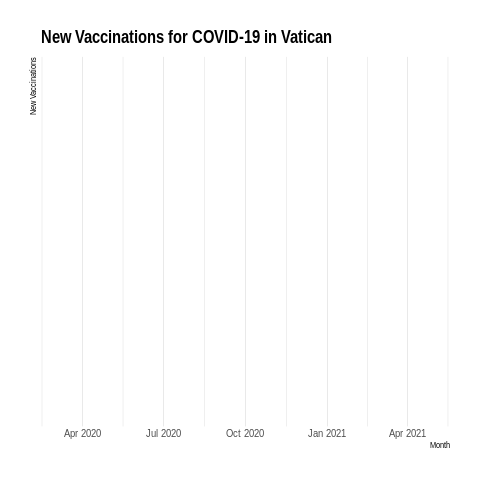 New Vaccinations for COVID-19 in Vatican
New Vaccinations
Apr 2020
Jul 2020
Oct 2020
Jan 2021
Apr 2021
Month